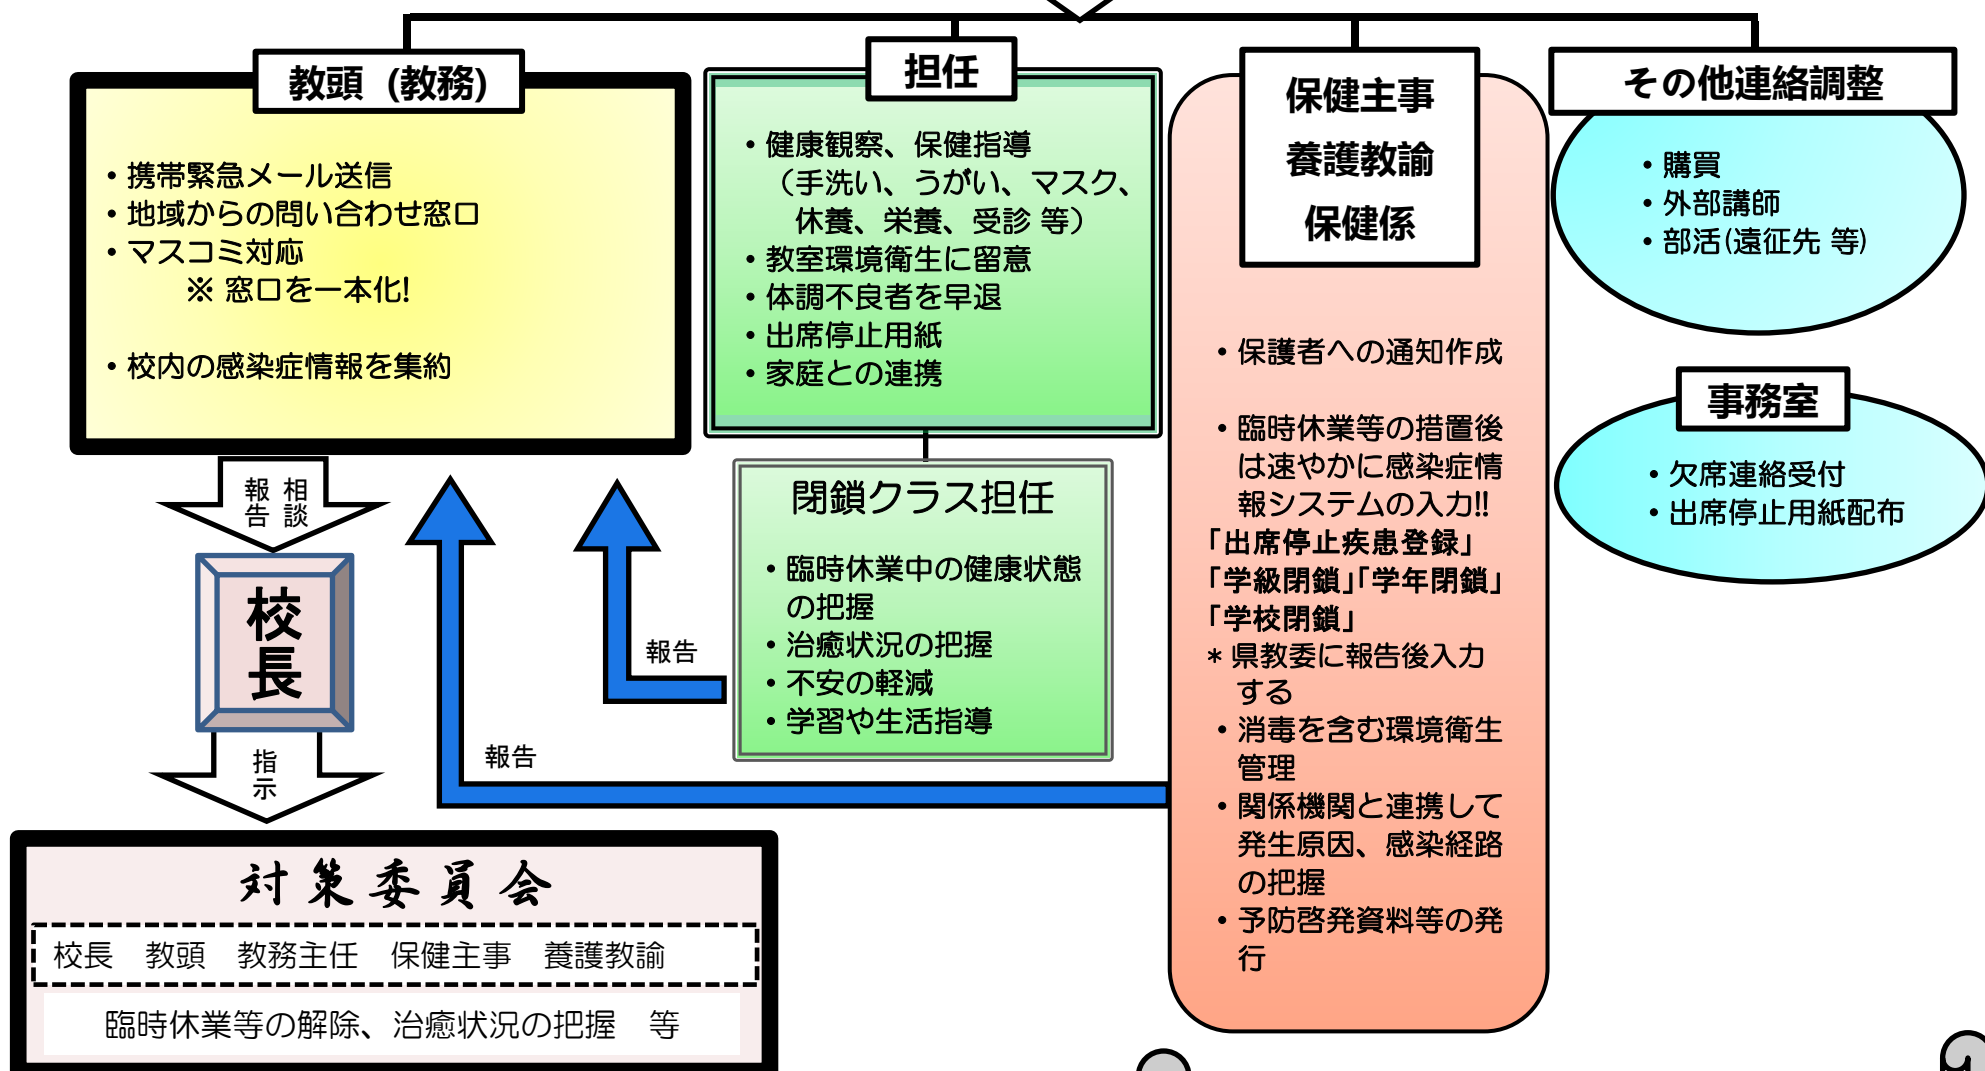 教頭（教務）
・携帯緊急メール送信
・地域からの問い合わせ窓口
・マスコミ対応
※ 窓口を一本化!
・校内の感染症情報を集約
担任
・健康観察、保健指導
（手洗い、うがい、マスク、
休養、栄養、受診 等）
・教室環境衛生に留意
・体調不良者を早退
・出席停止用紙
・家庭との連携
閉鎖クラス担任
・臨時休業中の健康状態
の把握
・治癒状況の把握
・不安の軽減
・学習や生活指導
保健主事
養護教諭
保健係
・保護者への通知作成
・臨時休業等の措置後
は速やかに感染症情
報システムの入力!!
「出席停止疾患登録」
「学級閉鎖」「学年閉鎖」
「学校閉鎖」
＊県教委に報告後入力
する
・消毒を含む環境衛生
管理
・関係機関と連携して
発生原因、感染経路
の把握
・予防啓発資料等の発
行
その他連絡調整
・購買
・外部講師
・部活(遠征先 等)
事務室
・欠席連絡受付
・出席停止用紙配布
報告
相談
校長
指示
報告
報告
対策委員会
校長　教頭　教務主任　保健主事　養護教諭
臨時休業等の解除、治癒状況の把握　等